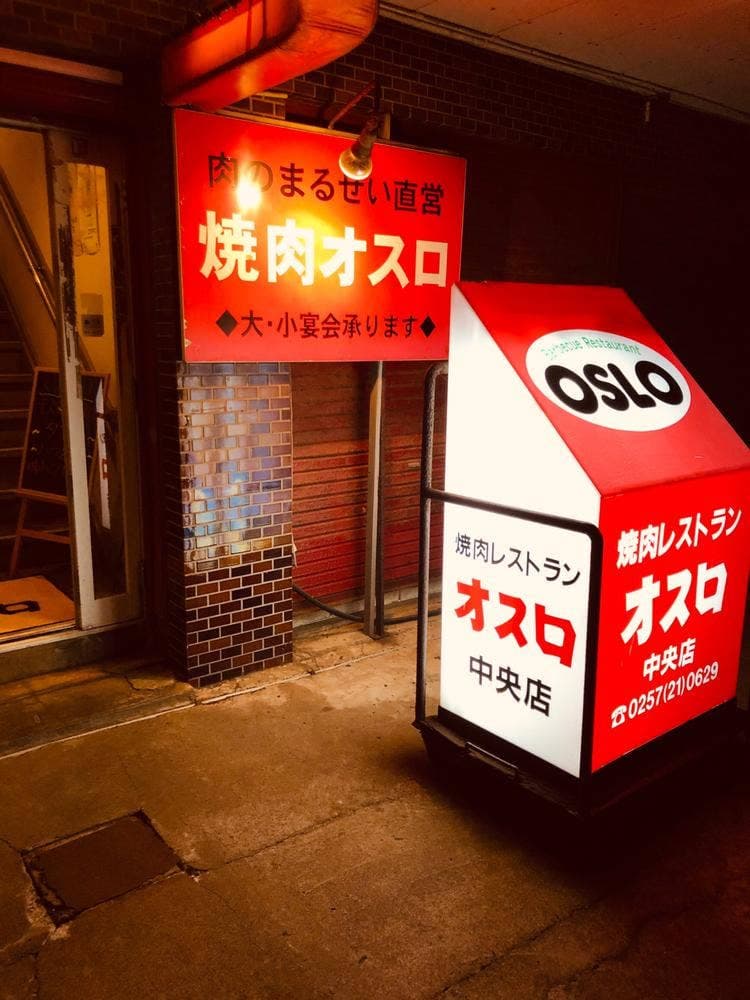 肉のまるせい直営
焼肉オスロ
◆大・小宴会承ります◆
Barbecue Restaurant
OSLO
焼肉レストラン
オスロ
中央店
焼肉レストラン
オスロ
中央店
☎0257(21)0629